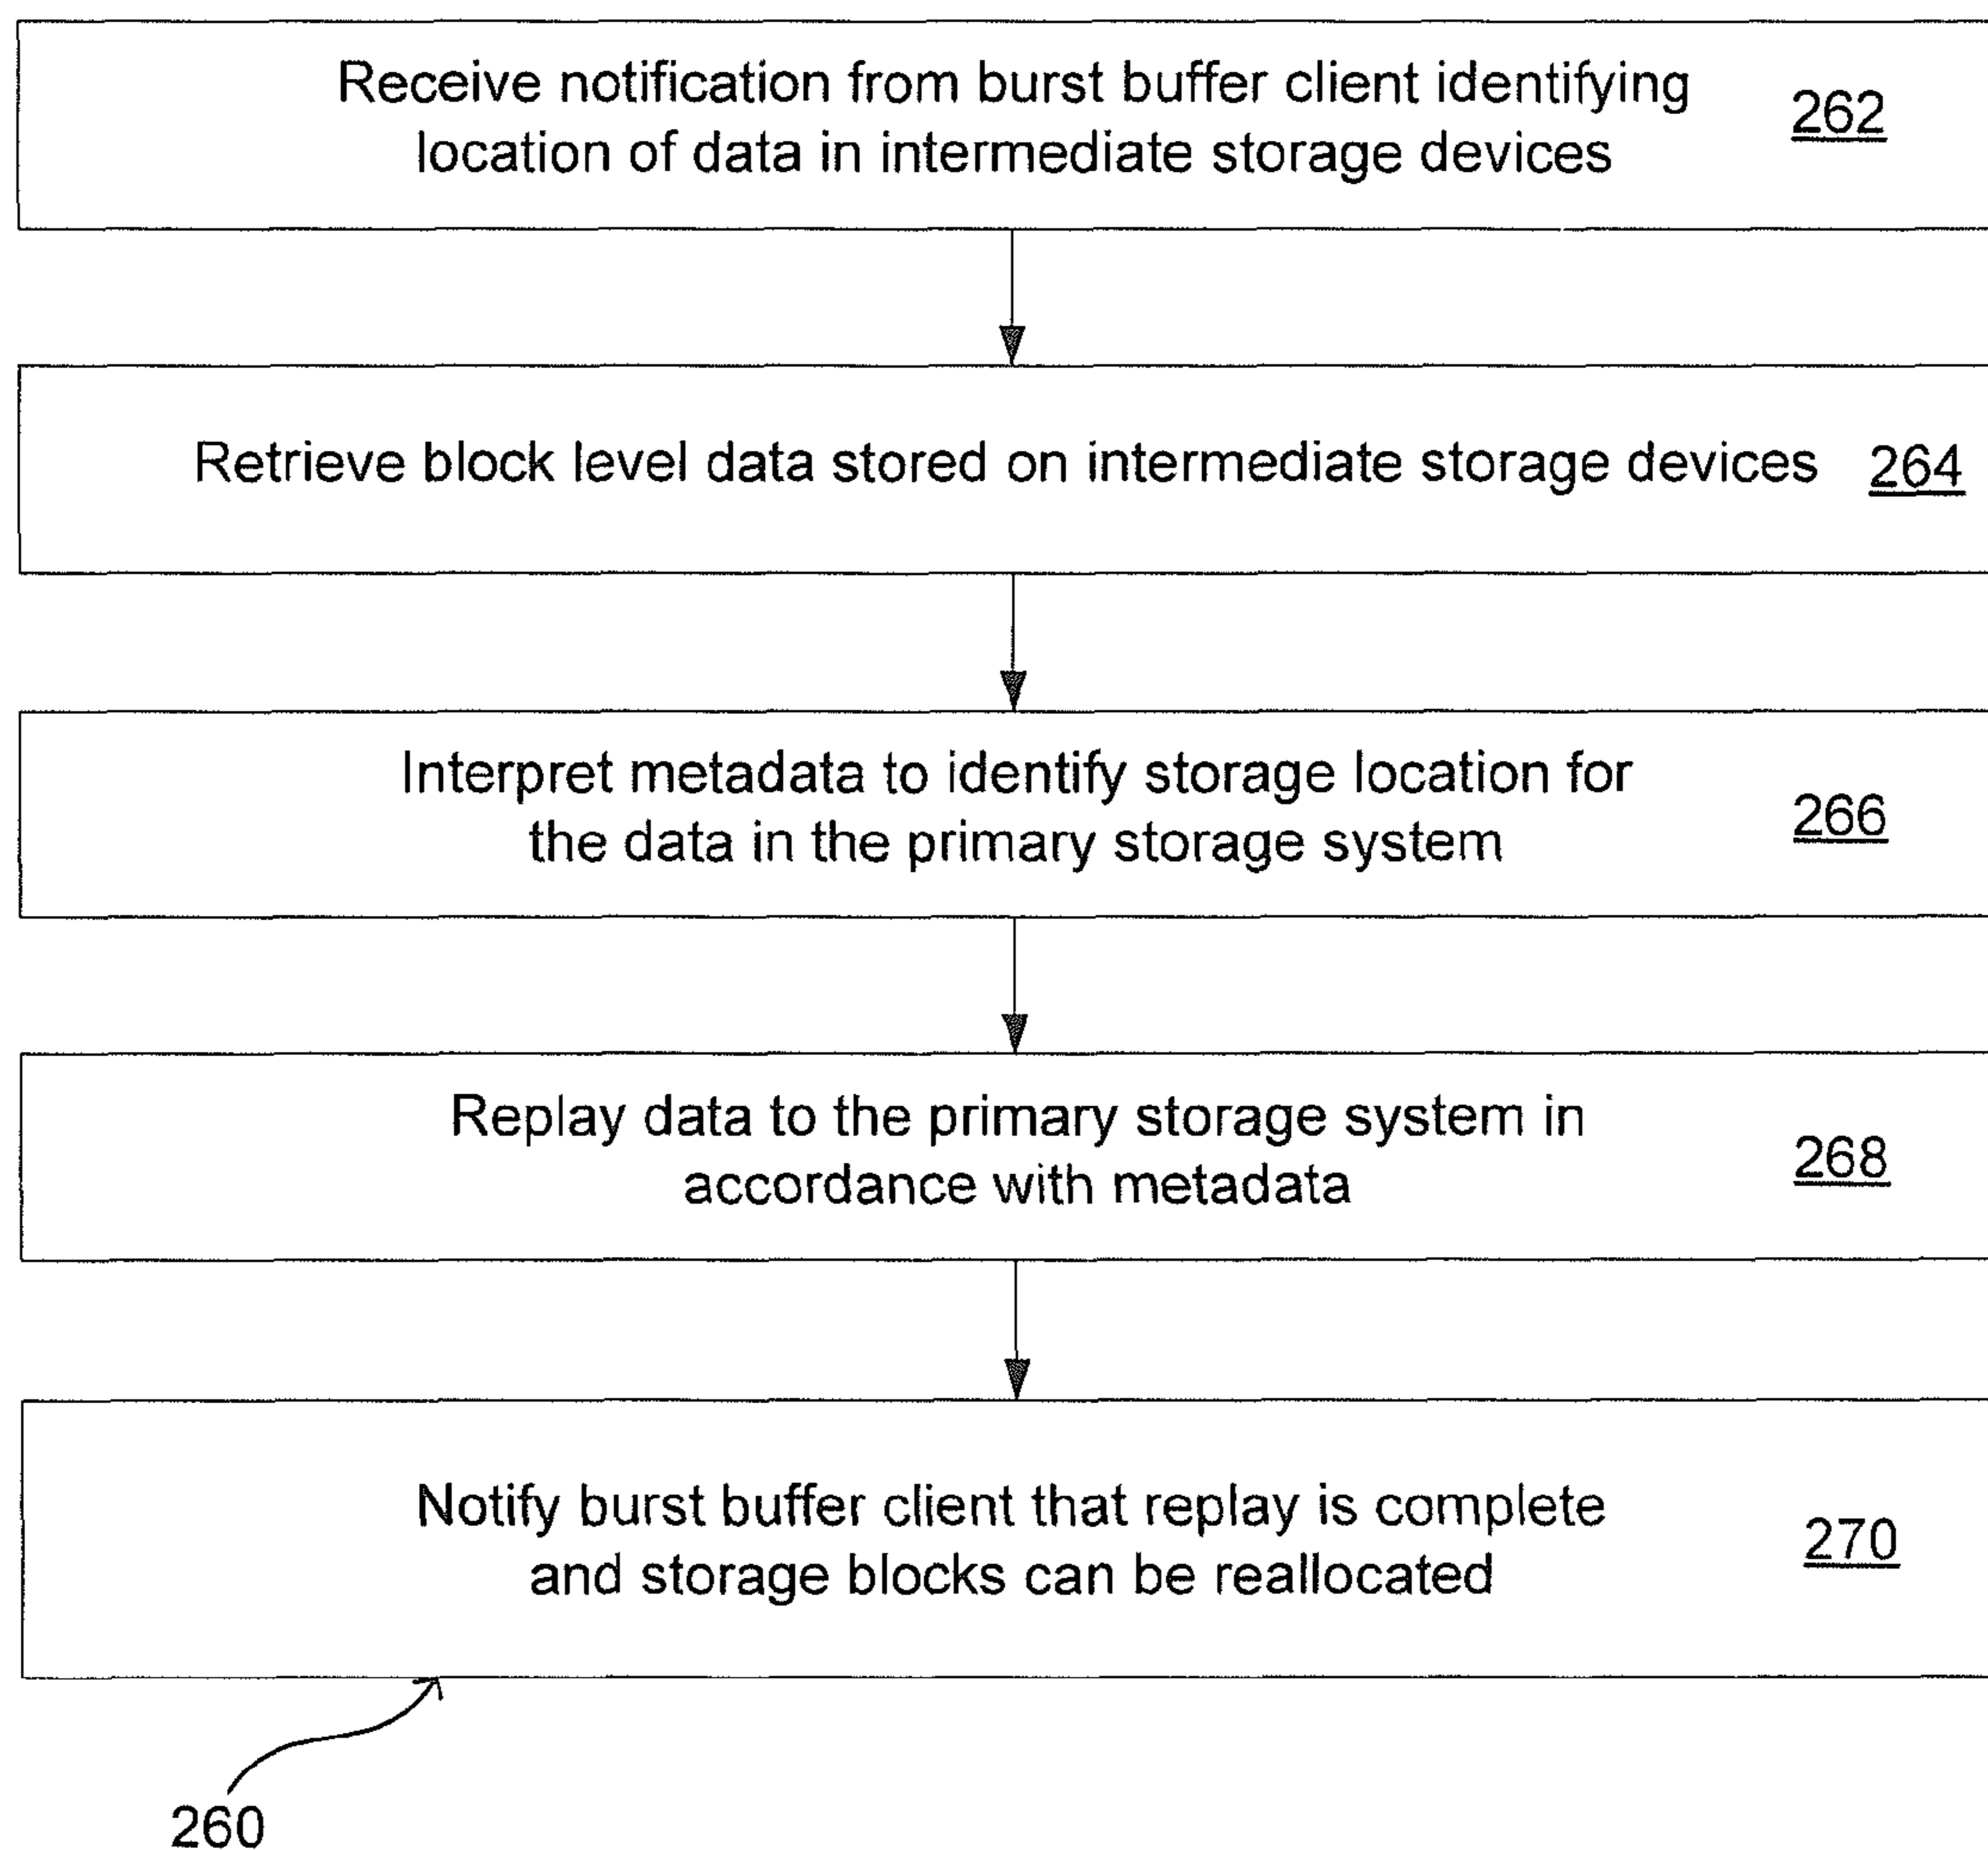 Receive notification from burst buffer client identifying
location of data in intermediate storage devices
262
Retrieve block level data stored on intermediate storage devices 264
Interpret metadata to identify storage location for
the data in the primary storage system
266
Replay data to the primary storage system in
accordance with metadata
268
Notify burst buffer client that replay is complete
and storage blocks can be reallocated
270
260